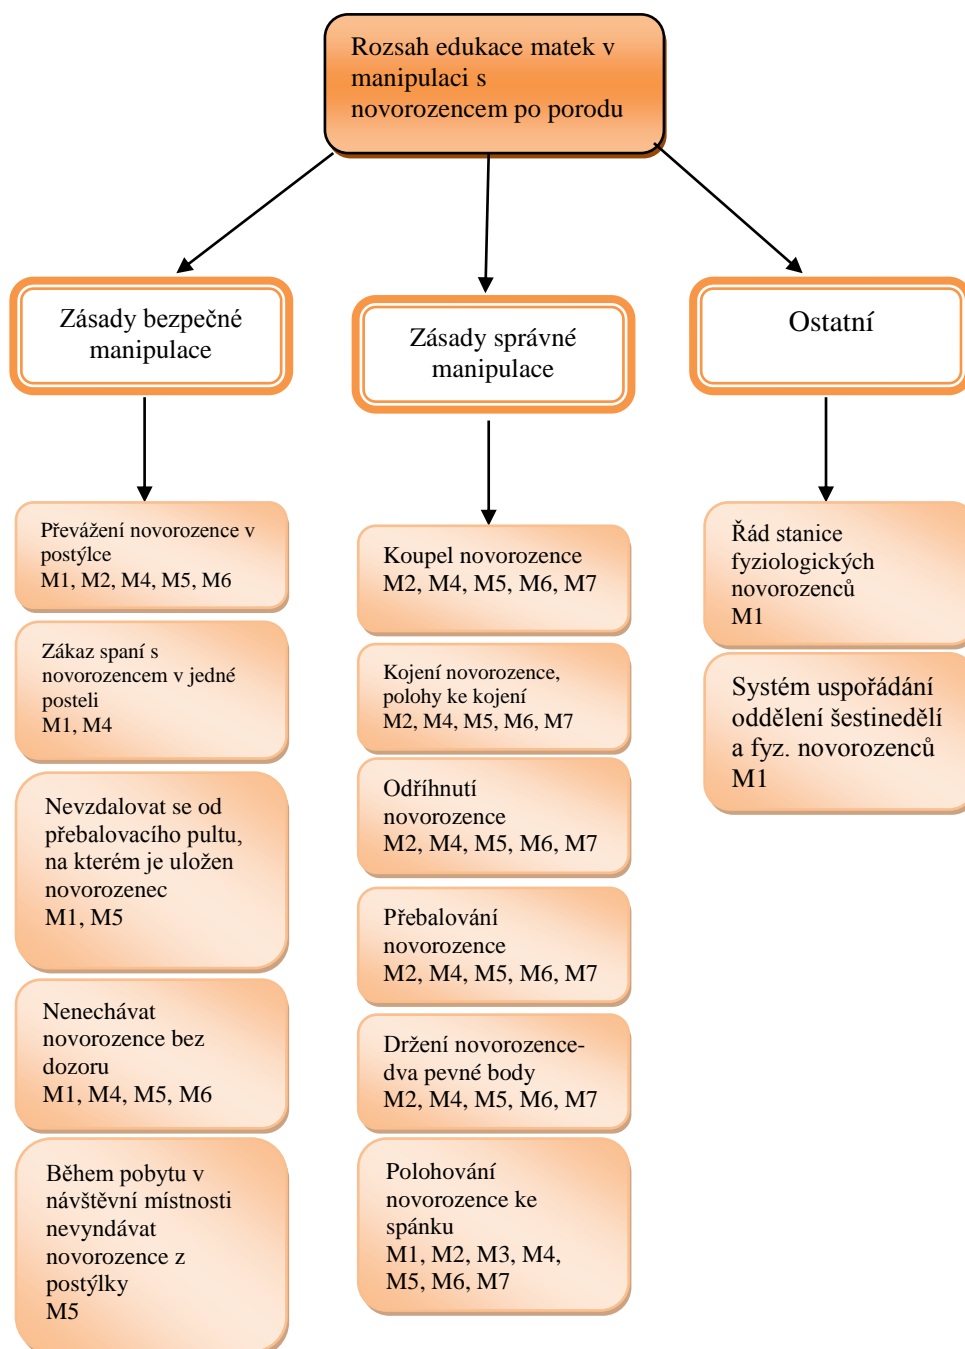 Rozsah edukace matek v
manipulaci s
novorozencem po porodu
Zásady bezpečné
manipulace
Zásady správné
manipulace
Ostatní
Převážení novorozence v
postýlce
M1, M2, M4, M5, M6
Zákaz spaní s
novorozencem v jedné
posteli
M1, M4
Nevzdalovat se od
přebalovacího pultu,
na kterém je uložen
novorozenec
M1, M5
Nenechávat
novorozence bez
dozoru
M1, M4, M5, M6
Během pobytu v
návštěvní místnosti
nevyndávat
novorozence z
postýlky
M5
Koupel novorozence
M2, M4, M5, M6, M7
Kojení novorozence,
polohy ke kojení
M2, M4, M5, M6, M7
Odříhnutí
novorozence
M2, M4, M5, M6, M7
Přebalování
novorozence
M2, M4, M5, M6, M7
Držení novorozence-
dva pevné body
M2, M4, M5, M6, M7
Polohování
novorozence ke
spánku
M1, M2, M3, M4,
M5, M6, M7
Řád stanice
fyziologických
novorozenců
M1
Systém uspořádání
oddělení šestinedělí
a fyz. novorozenců
M1